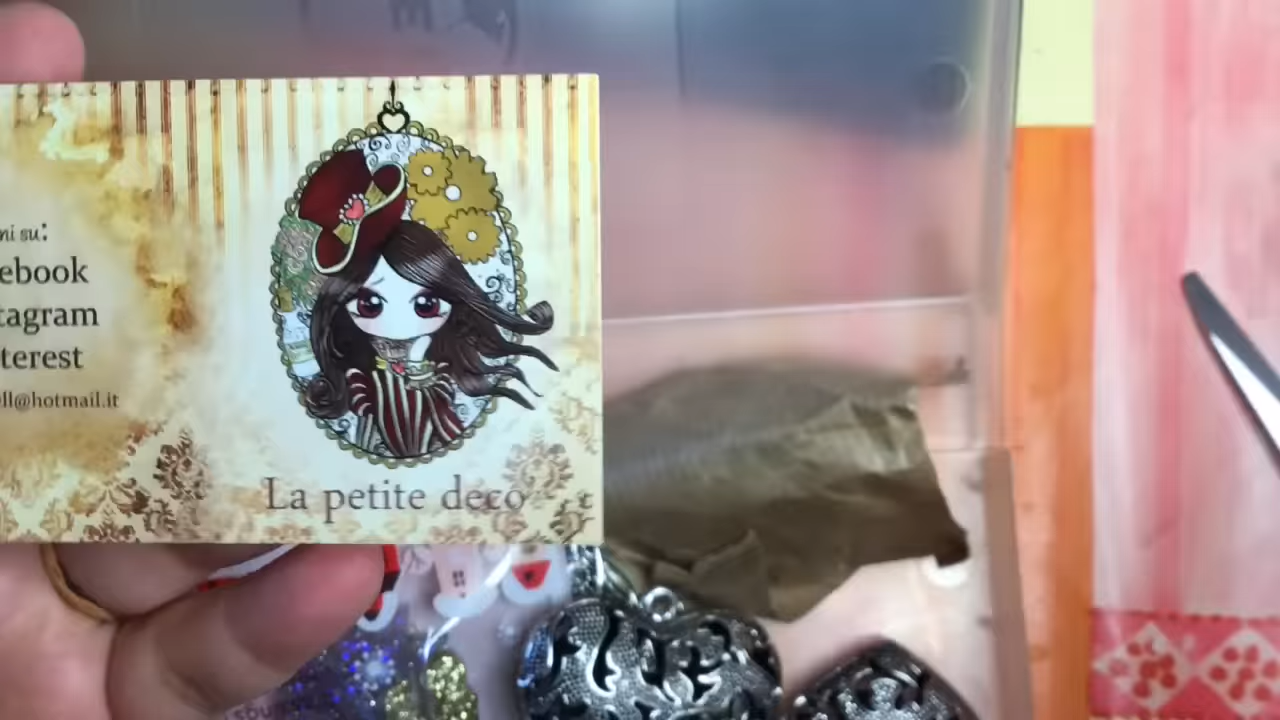 ni su:
ebook
tagram
terest
ell@hotmail.it
La petite deco